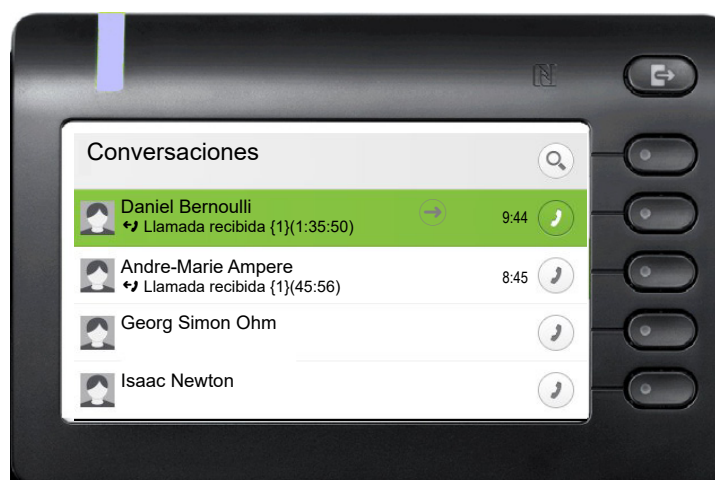 Conversaciones
Daniel Bernoulli
Llamada recibida {1}(1:35:50)
9:44
Andre-Marie Ampere
Llamada recibida {1}(45:56)
8:45
Georg Simon Ohm
Isaac Newton